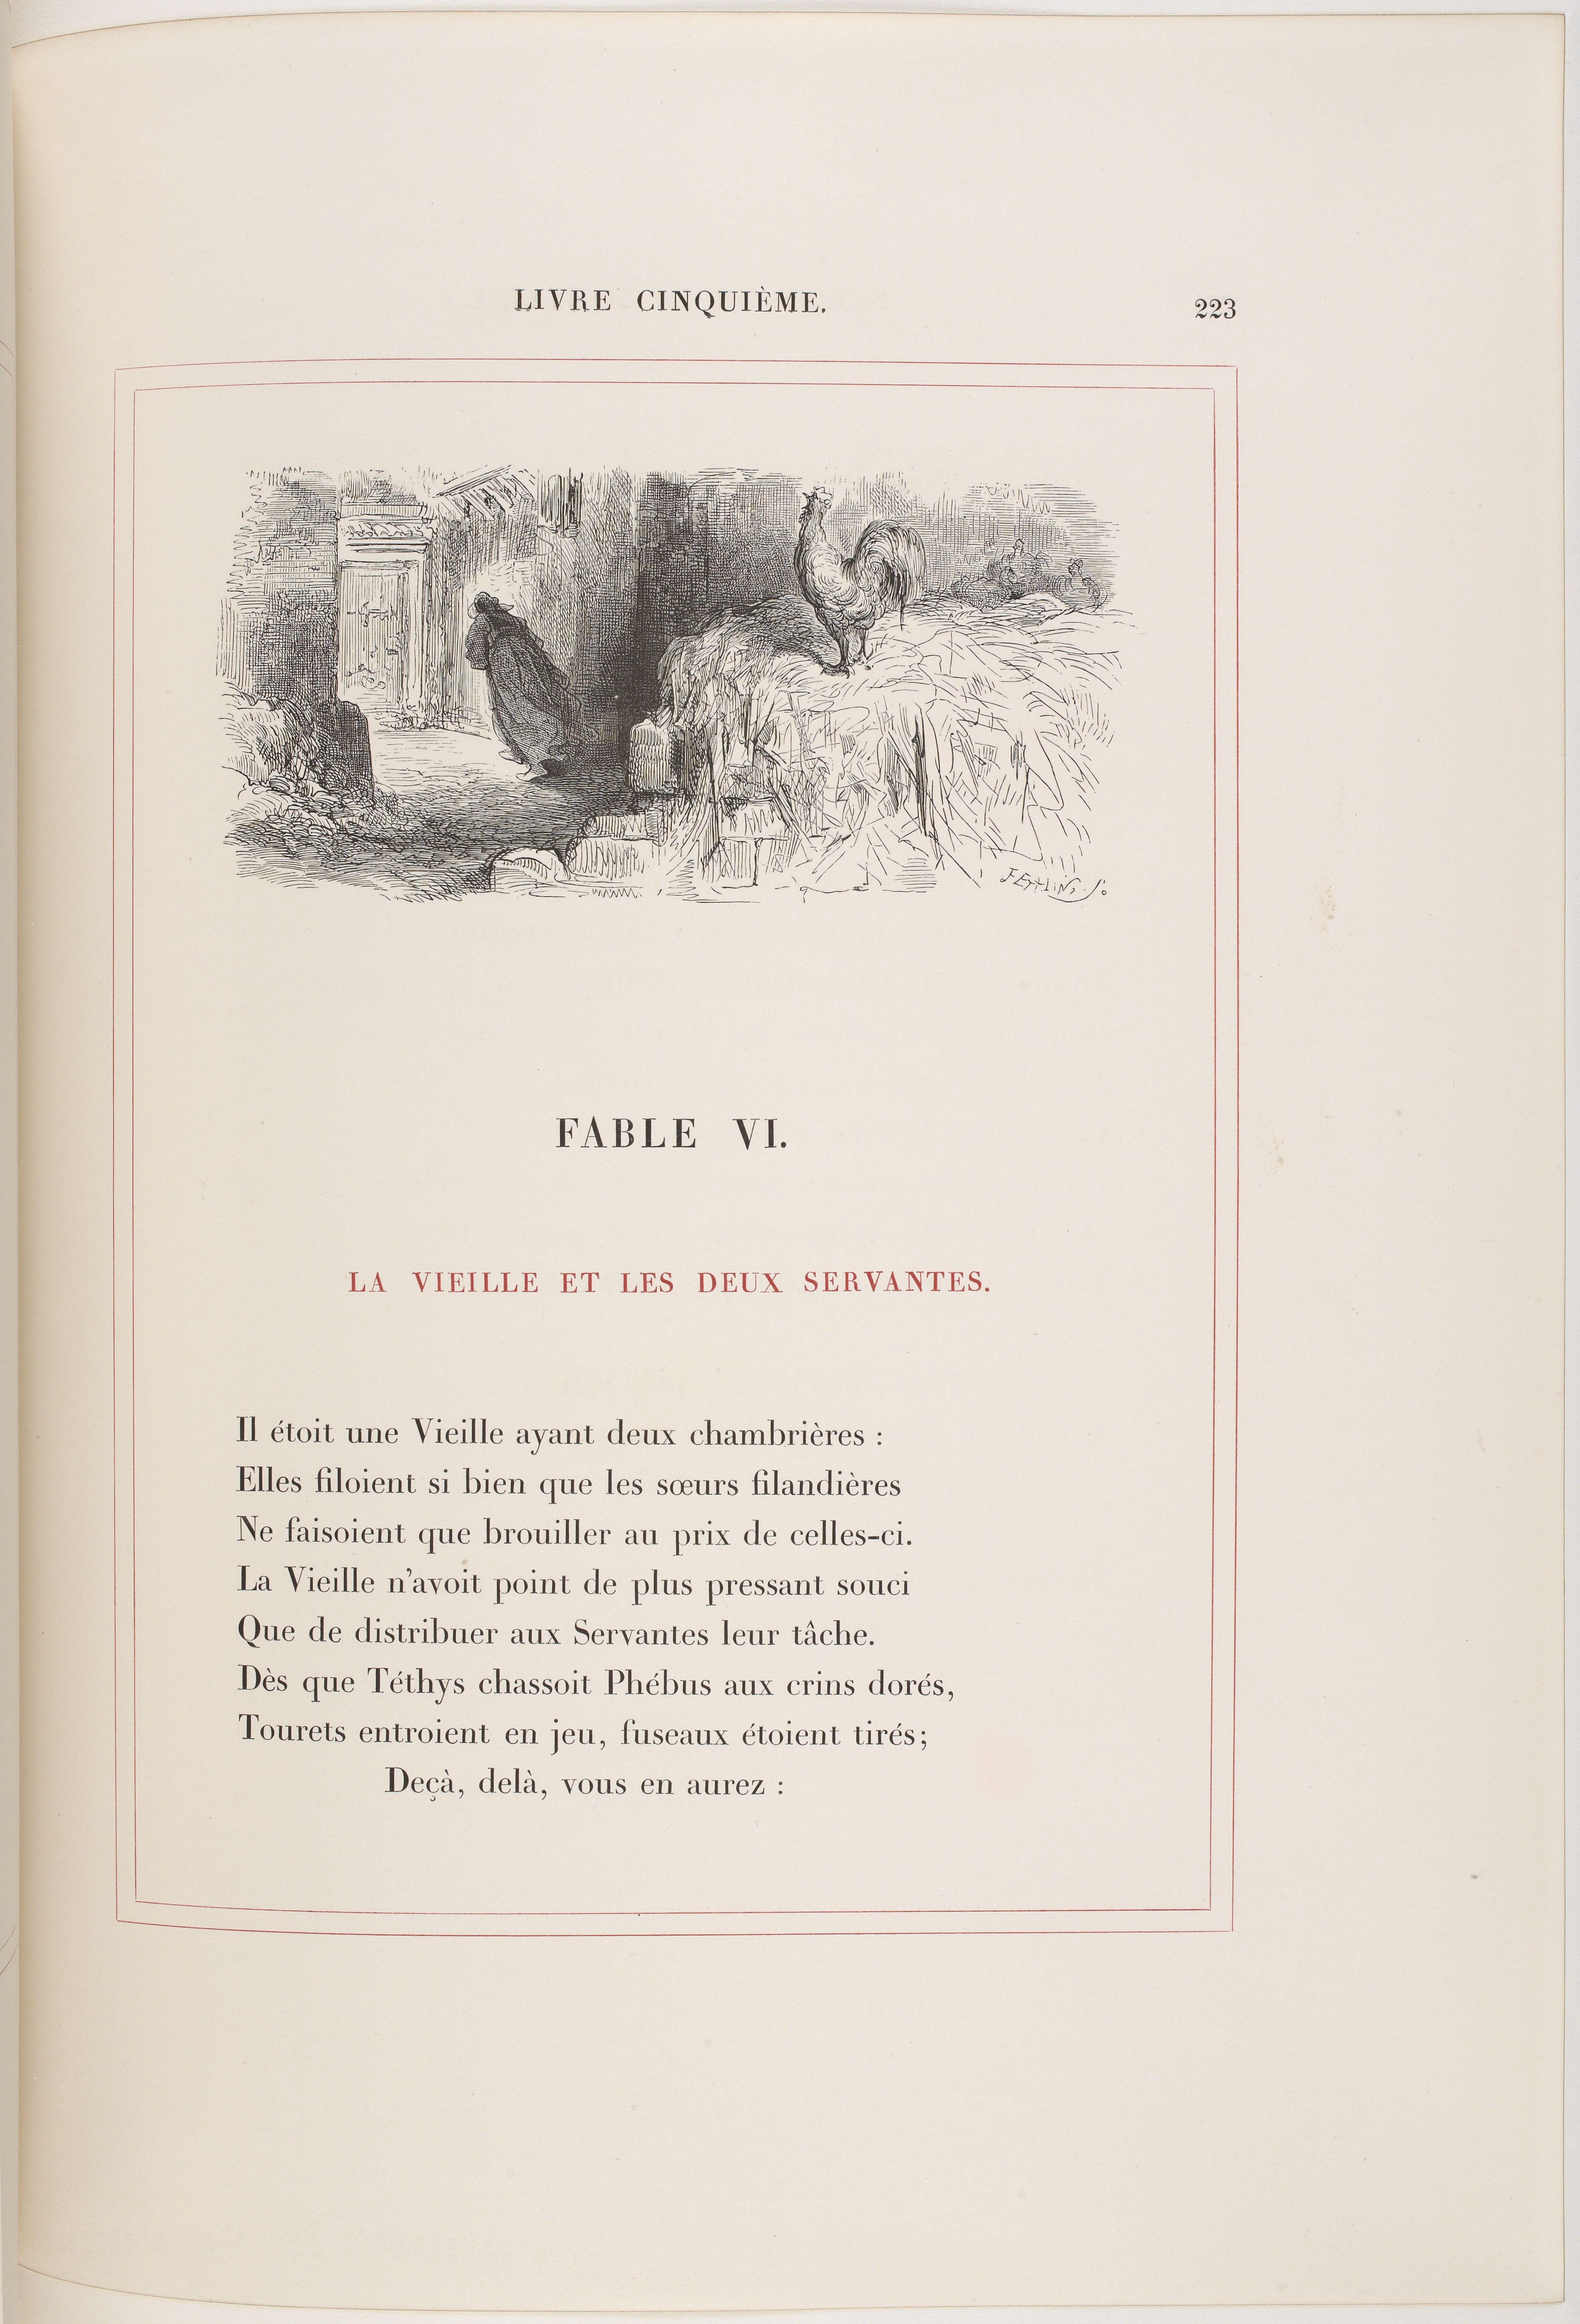 LIVRE CINQUIÈME.
223
FABLE VI.
LA VIEILLE ET LES DEUX SERVANTES.
Il étoit une Vieille ayant deux chambrières :
Elles filoient si bien que les sœurs filandières
Ne faisoient que brouiller au prix de celles-ci.
La Vieille n'avoit point de plus pressant souci
Que de distribuer aux Servantes leur tâche.
Dès que Téthys chassoit Phébus aux crins dorés,
Tourets entroient en jeu, fuseaux étoient tirés;
Deçà, delà, vous en aurez :